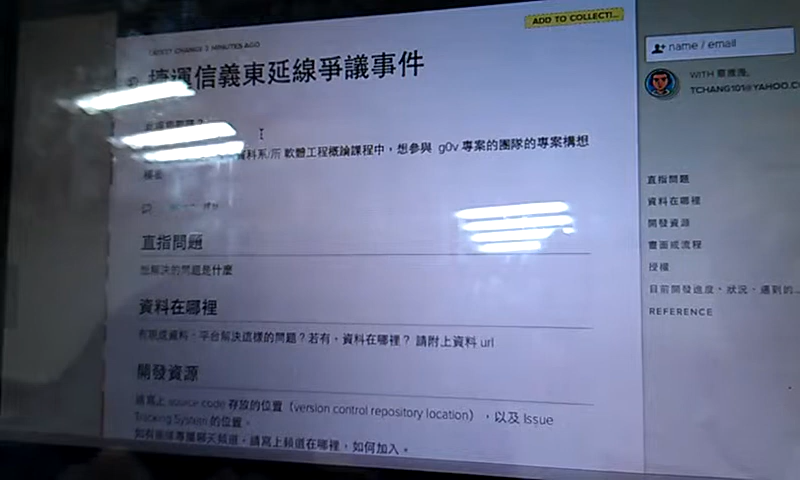 LATEST CHANGE 2 MINUTES AGO
ADD TO COLLECTI...
捷運信義東延線爭議事件
name / email
WITH
TCHANG101@YAHOO.C
資料系/所 軟體工程概論課程中，想參與 g0v 專案的團隊的專案構想
模板
直指問題
想解決的問題是什麼
資料在哪裡
有現成資料、平台解決這樣的問題？若有，資料在哪裡？ 請附上資料 url
開發資源
請寫上 source code 存放的位置（version control repository location），以及 Issue
Tracking System 的位置。
如有團隊專屬聊天頻道，請寫上頻道在哪裡，如何加入。
直指問題
資料在哪裡
開發資源
畫面或流程
授權
目前開發進度、狀況、遇到的...
REFERENCE